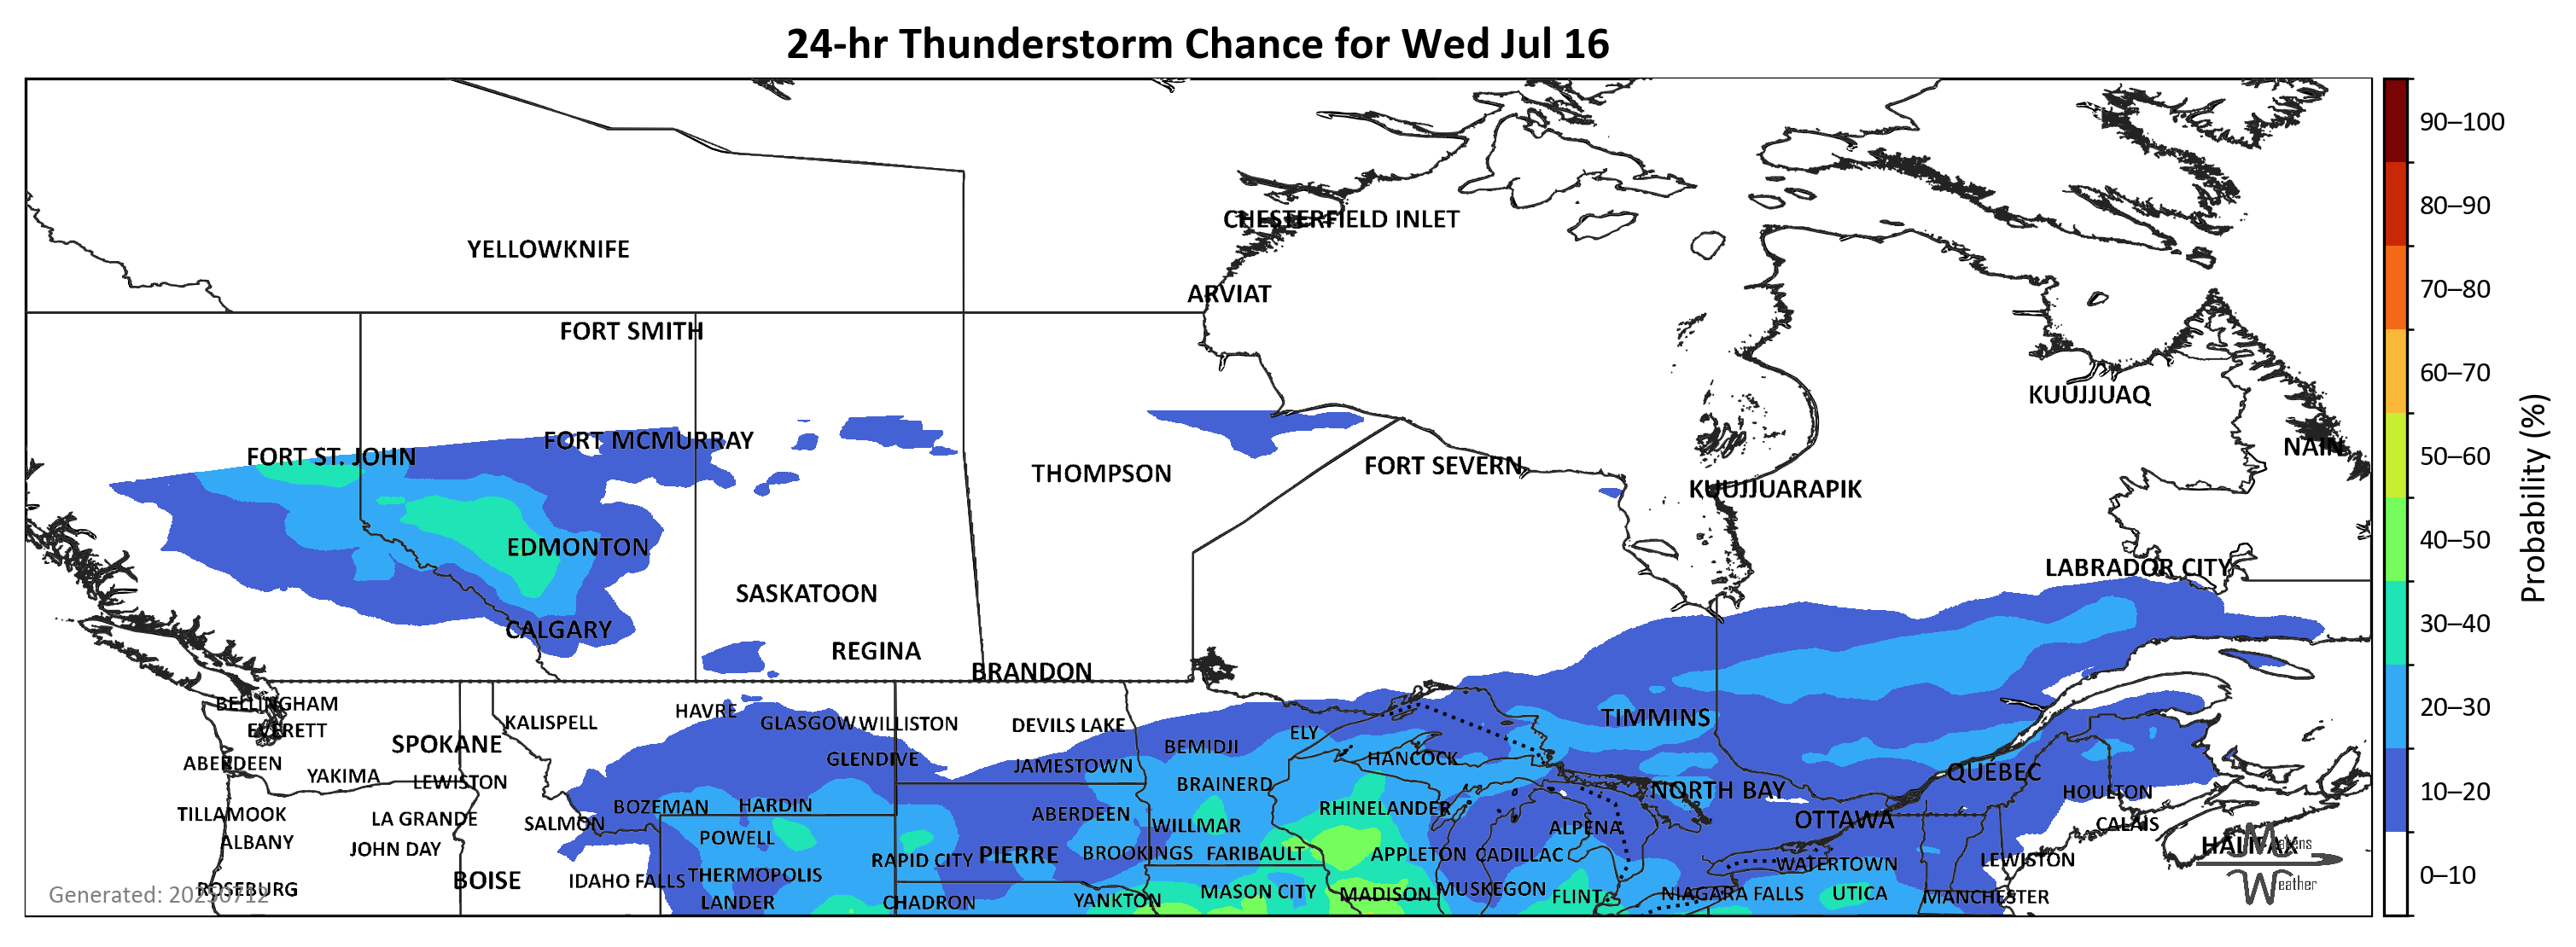 24-hr Thunderstorm Chance for Wed Jul 16
90–100
CHESTERFIELD INLET
80–90
YELLOWKNIFE
ARVIAT
70–80
FORT SMITH
60–70
KUUJJUAQ
FORT MCMURRAY
NAIN
50–60
FORT ST. JOHN
FORT SEVERN
THOMPSON
KUUJJUARAPIK
Probability (%)
40–50
EDMONTON
LABRADOR CITY
SASKATOON
30–40
CALGARY
REGINA
BRANDON
BELLINGHAM
20–30
HAVRE
KALISPELL
GLASGOW
WILLISTON
DEVILS LAKE
TIMMINS
EVERETT
ELY
SPOKANE
BEMIDJI
ABERDEEN
GLENDIVE
JAMESTOWN
HANCOCK
QUÉBEC
YAKIMA
LEWISTON
BRAINERD
NORTH BAY
HOULTON
10–20
BOZEMAN
HARDIN
RHINELANDER
TILLAMOOK
LA GRANDE
SALMON
ABERDEEN
WILLMAR
ALPENA
OTTAWA
CALAIS
ALBANY
POWELL
HALIFAX
Makens
JOHN DAY
RAPID CITY
PIERRE
BROOKINGS
FARIBAULT
APPLETON
CADILLAC
WATERTOWN
LEWISTON
BOISE
IDAHO FALLS
THERMOPOLIS
0–10
Weather
ROSEBURG
Generated: 20250712
LANDER
CHADRON
YANKTON
MASON CITY
MADISON
MUSKEGON
FLINT
NIAGARA FALLS
UTICA
MANCHESTER